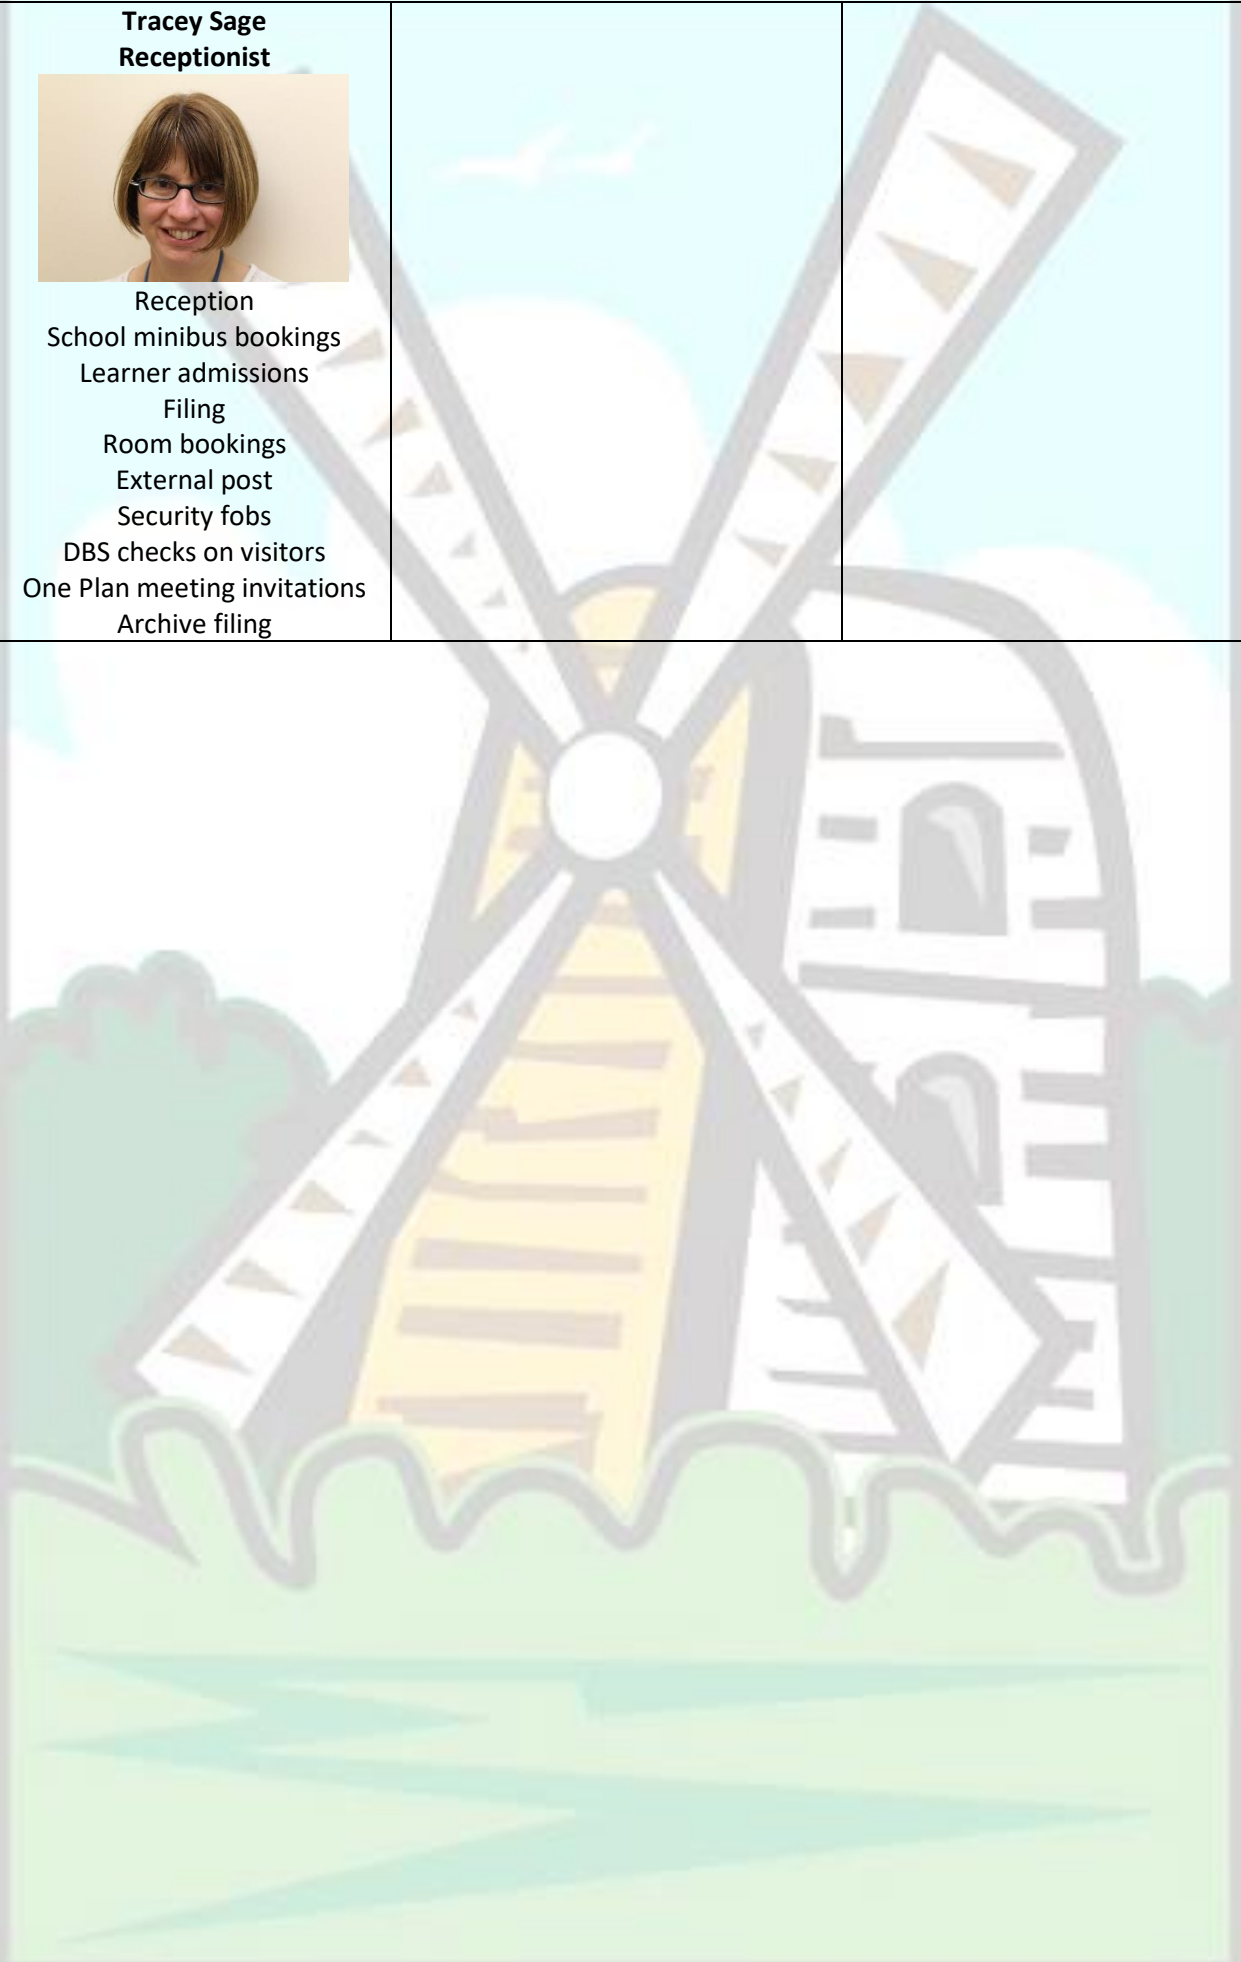 Tracey Sage
Receptionist
Reception
School minibus bookings
Learner admissions
Filing
Room bookings
External post
Security fobs
DBS checks on visitors
One Plan meeting invitations
Archive filing